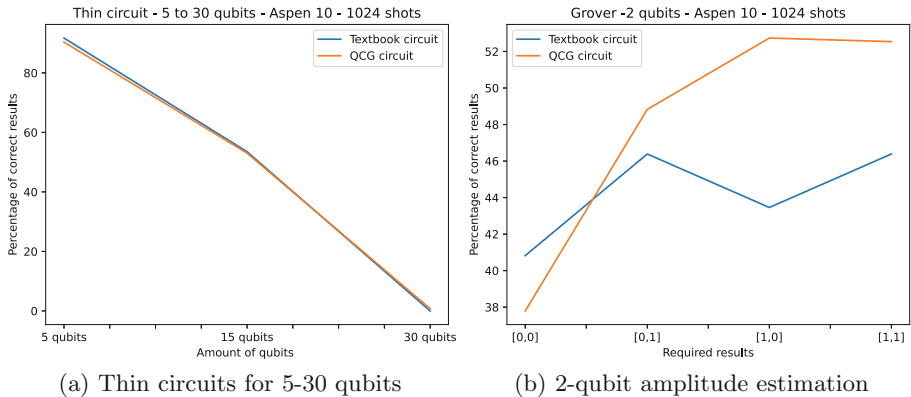 Thin circuit - 5 to 30 qubits - Aspen 10 - 1024 shots
Textbook circuit
QCG circuit
Percentage of correct results
80
60
40
20
0
5 qubits
15 qubits
30 qubits
Amount of qubits
(a) Thin circuits for 5-30 qubits
Grover -2 qubits - Aspen 10 - 1024 shots
Textbook circuit
QCG circuit
Percentage of correct results
52
50
48
46
44
42
40
38
[0,0]
[0,1]
[1,0]
[1,1]
Required results
(b) 2-qubit amplitude estimation